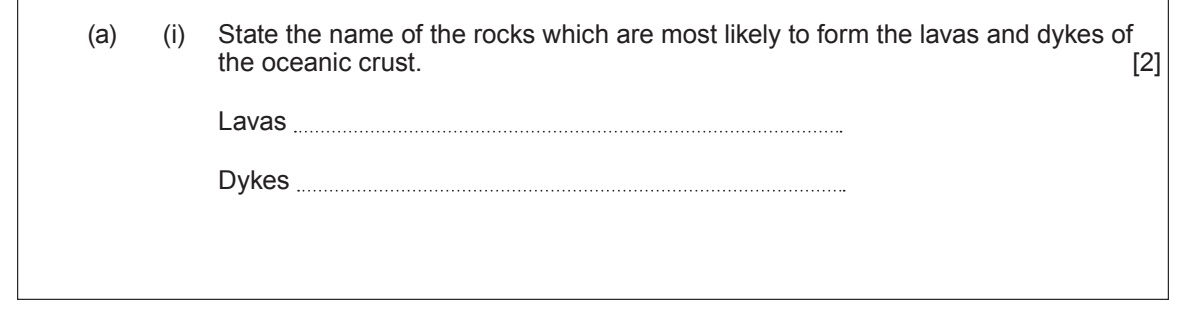 (a) (i) State the name of the rocks which are most likely to form the lavas and dykes of
the oceanic crust. [2]
Lavas
Dykes